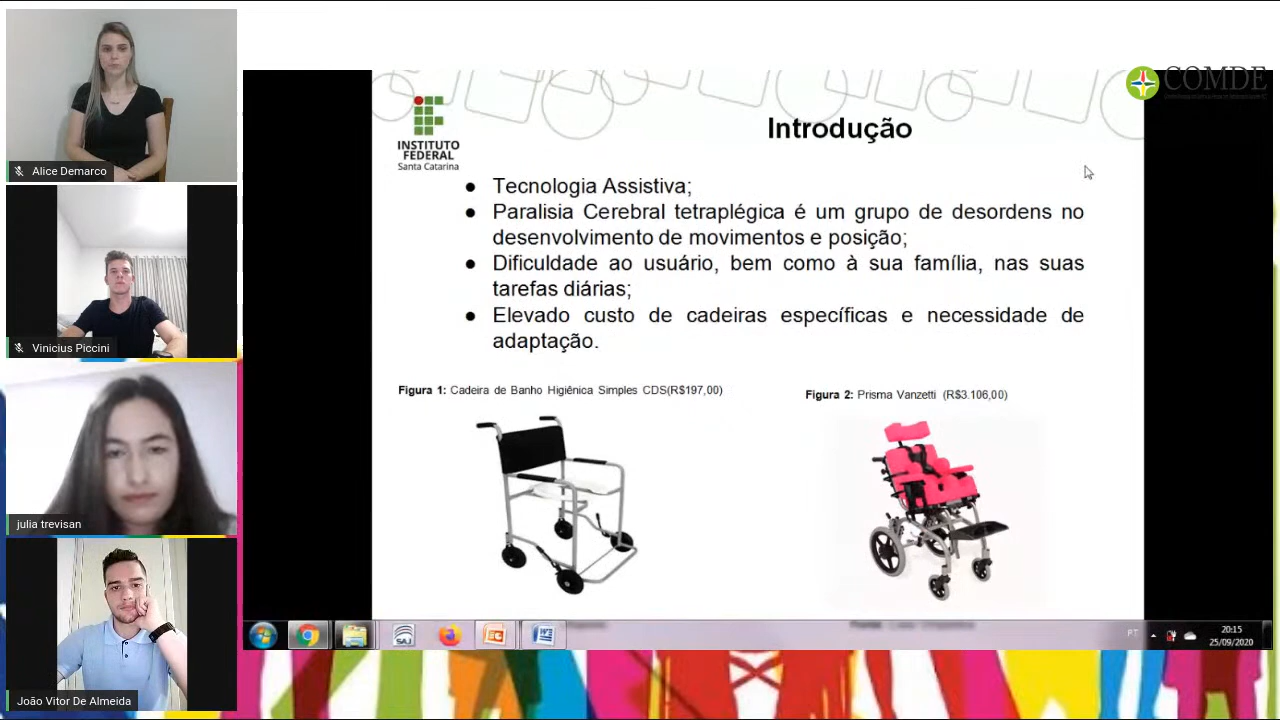 Alice Demarco
Vinicius Piccini
julia trevisan
João Vitor De Almeida
COMDE
INSTITUTO
FEDERAL
Santa Catarina
Introdução
● Tecnologia Assistiva;
● Paralisia Cerebral tetraplégica é um grupo de desordens no
desenvolvimento de movimentos e posição;
● Dificuldade ao usuário, bem como à sua família, nas suas
tarefas diárias;
● Elevado custo de cadeiras específicas e necessidade de
adaptação.
Figura 1: Cadeira de Banho Higiênica Simples CDS(R$197,00)
Figura 2: Prisma Vanzetti (R$3.106,00)
SAJ
PT
20:15
25/09/2020